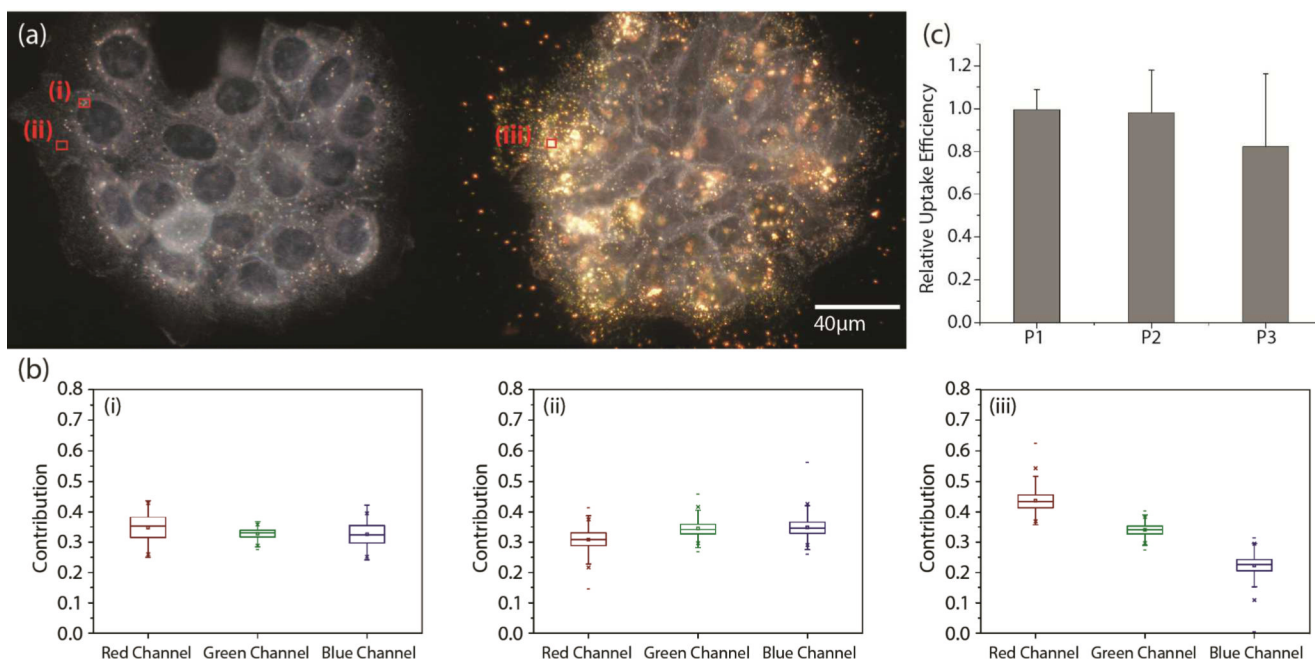 (a)
(i)
(ii)
(iii)
40μm
(c)
Relative Uptake Efficiency
1.2
1.0
0.8
0.6
0.4
0.2
0.0
P1 P2 P3
(b)
(i)
Contribution
0.8
0.7
0.6
0.5
0.4
0.3
0.2
0.1
0.0
Red Channel Green Channel Blue Channel
(ii)
Contribution
0.8
0.7
0.6
0.5
0.4
0.3
0.2
0.1
0.0
Red Channel Green Channel Blue Channel
(iii)
Contribution
0.8
0.7
0.6
0.5
0.4
0.3
0.2
0.1
0.0
Red Channel Green Channel Blue Channel